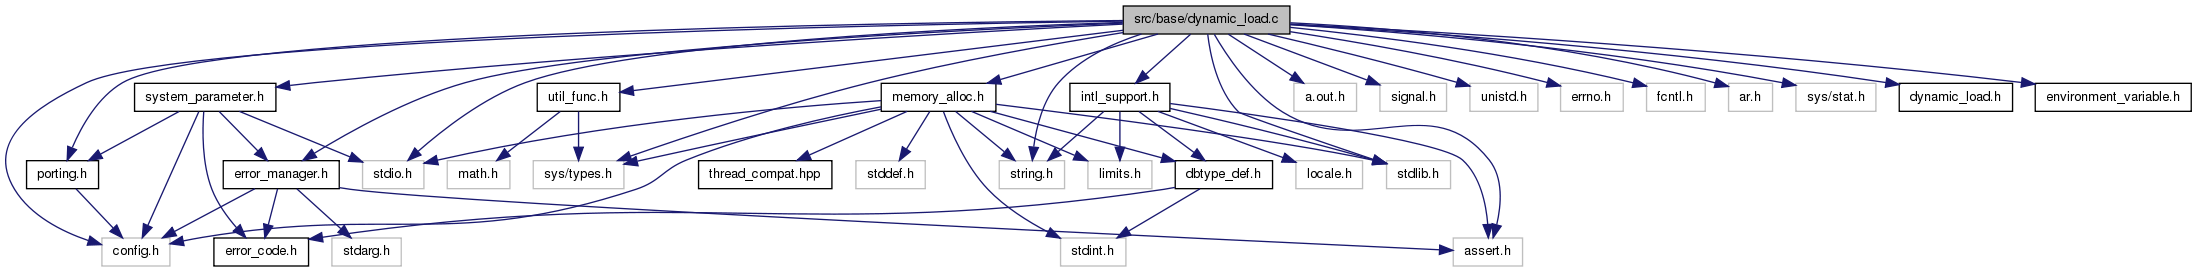 src/base/dynamic_load.c
system_parameter.h
util_func.h
memory_alloc.h
intl_support.h
a.out.h
signal.h
unistd.h
errno.h
fcntl.h
ar.h
sys/stat.h
dynamic_load.h
environment_variable.h
porting.h
error_manager.h
stdio.h
math.h
sys/types.h
thread_compat.hpp
stddef.h
string.h
limits.h
dbtype_def.h
locale.h
stdlib.h
config.h
error_code.h
stdarg.h
stdint.h
assert.h